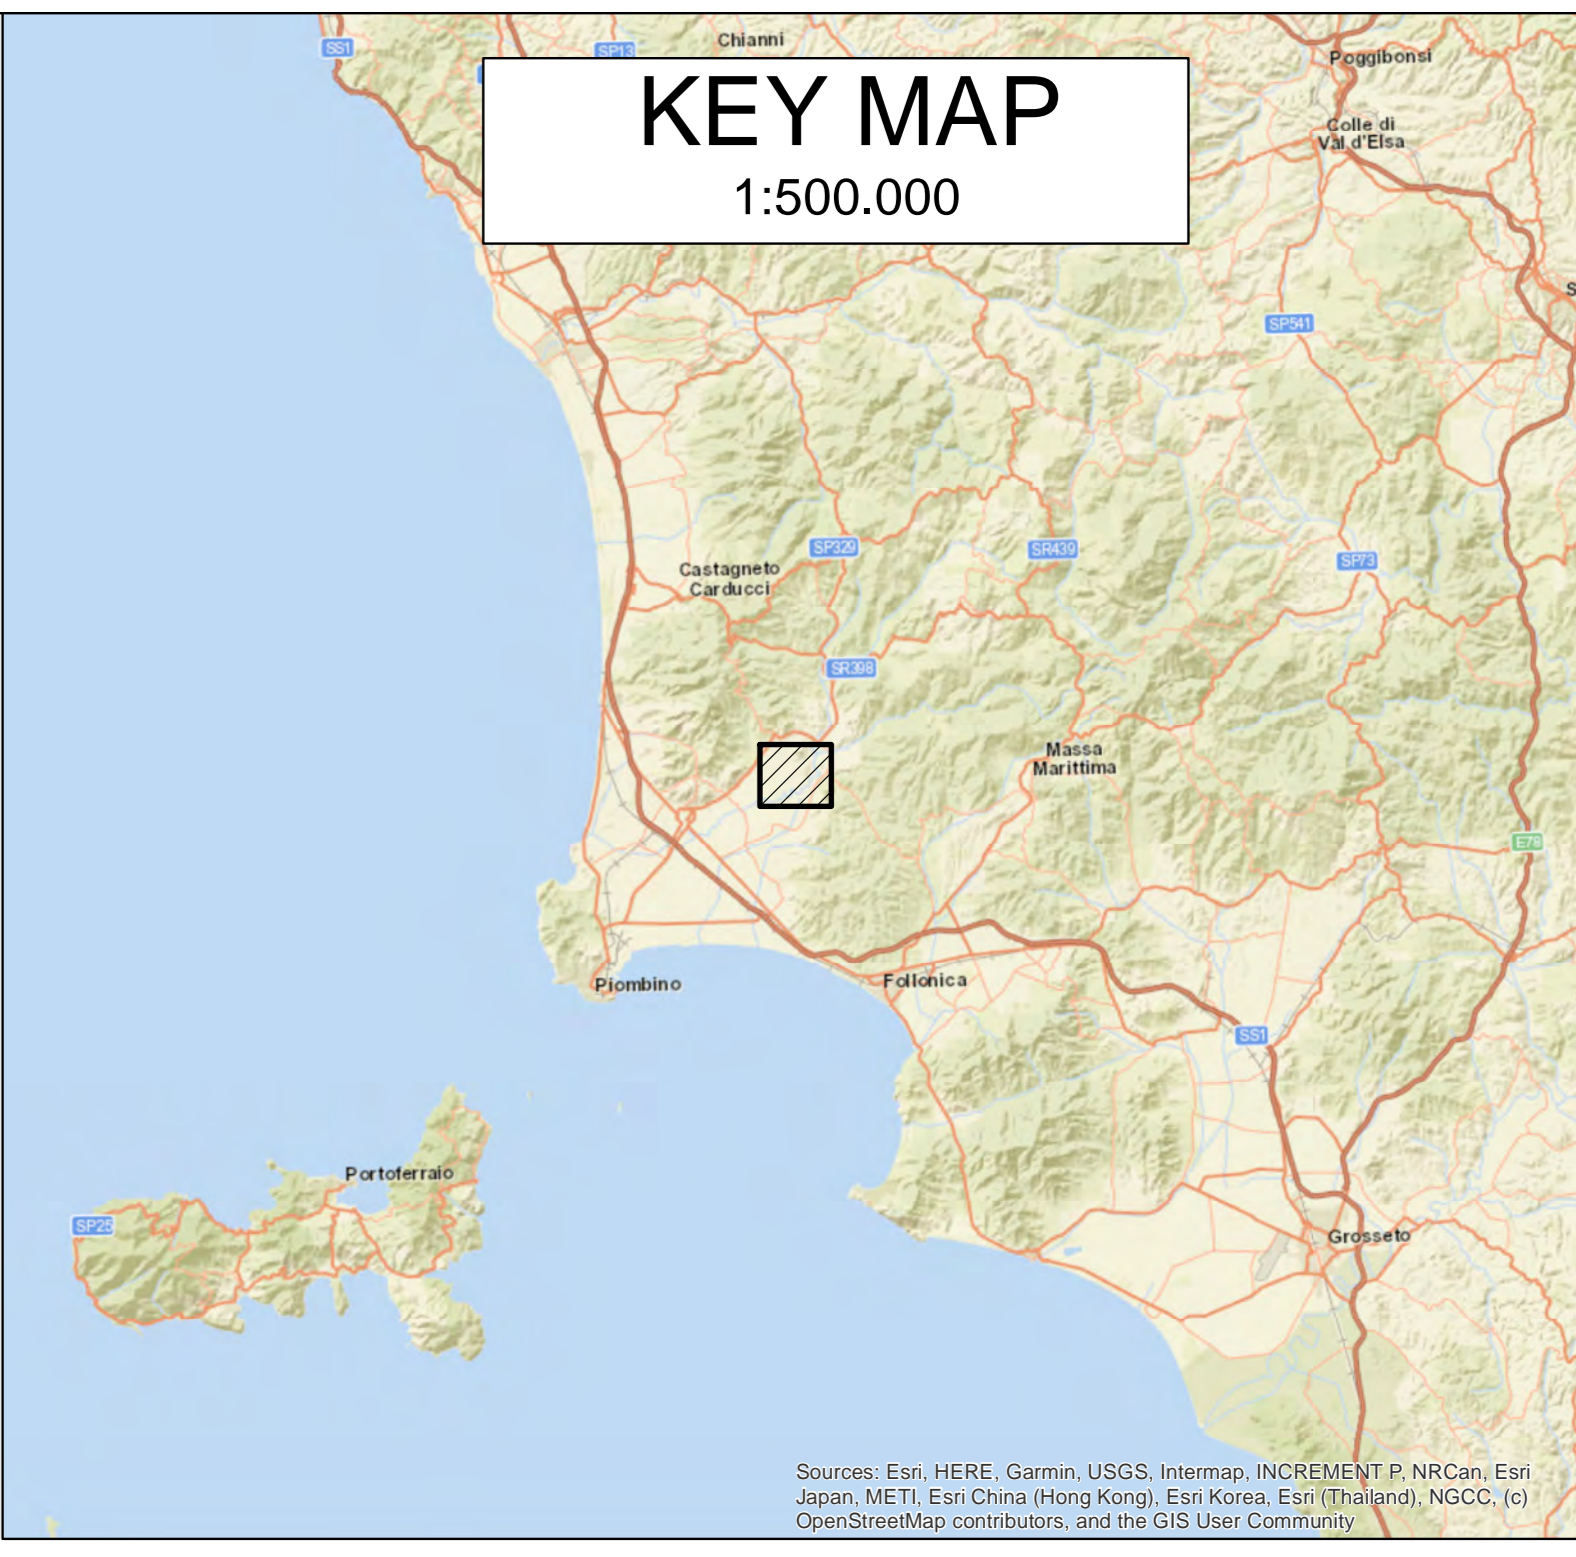 SS1
SP13
Chianni
Poggibonsi
KEY MAP
1:500.000
Colle di
Val d'Elsa
SP541
SP329
SR439
SP73
Castagneto
Carducci
SR398
Massa
Marittima
E78
Piombino
Follonica
SS1
Portoferraio
SP25
Grosseto
Sources: Esri, HERE, Garmin, USGS, Intermap, INCREMENT P, NRCan, Esri
Japan, METI, Esri China (Hong Kong), Esri Korea, Esri (Thailand), NGCC, (c)
OpenStreetMap contributors, and the GIS User Community